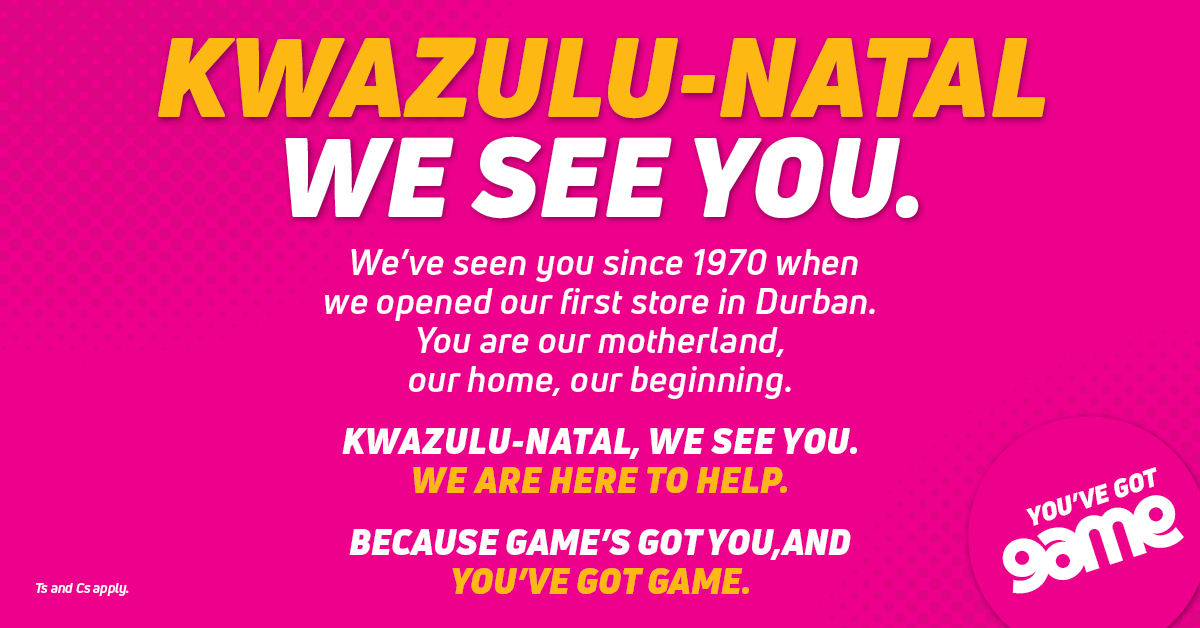 KWAZULU-NATAL
WE SEE YOU.
We've seen you since 1970 when
we opened our first store in Durban.
You are our motherland,
our home, our beginning.
KWAZULU-NATAL, WE SEE YOU.
WE ARE HERE TO HELP.
BECAUSE GAME'S GOT YOU,AND
YOU'VE GOT GAME.
Ts and Cs apply.
YOU'VE GOT
game